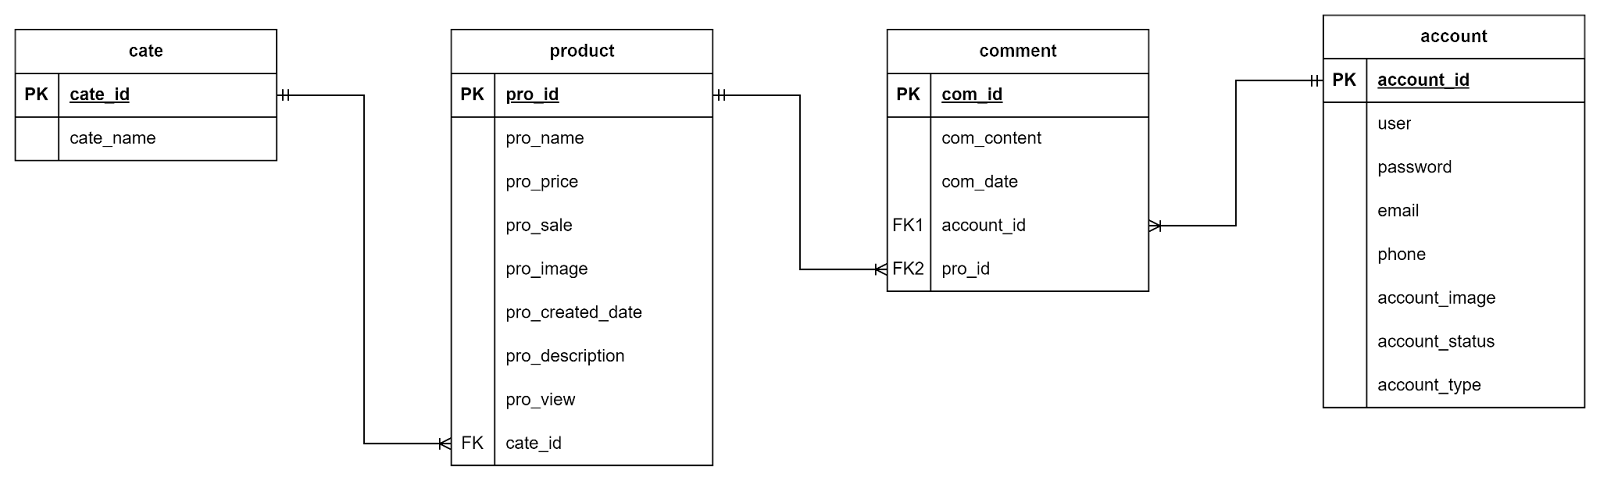 cate
PK cate_id
cate_name
product
PK pro_id
pro_name
pro_price
pro_sale
pro_image
pro_created_date
pro_description
pro_view
FK cate_id
comment
PK com_id
com_content
com_date
FK1 account_id
FK2 pro_id
account
PK account_id
user
password
email
phone
account_image
account_status
account_type